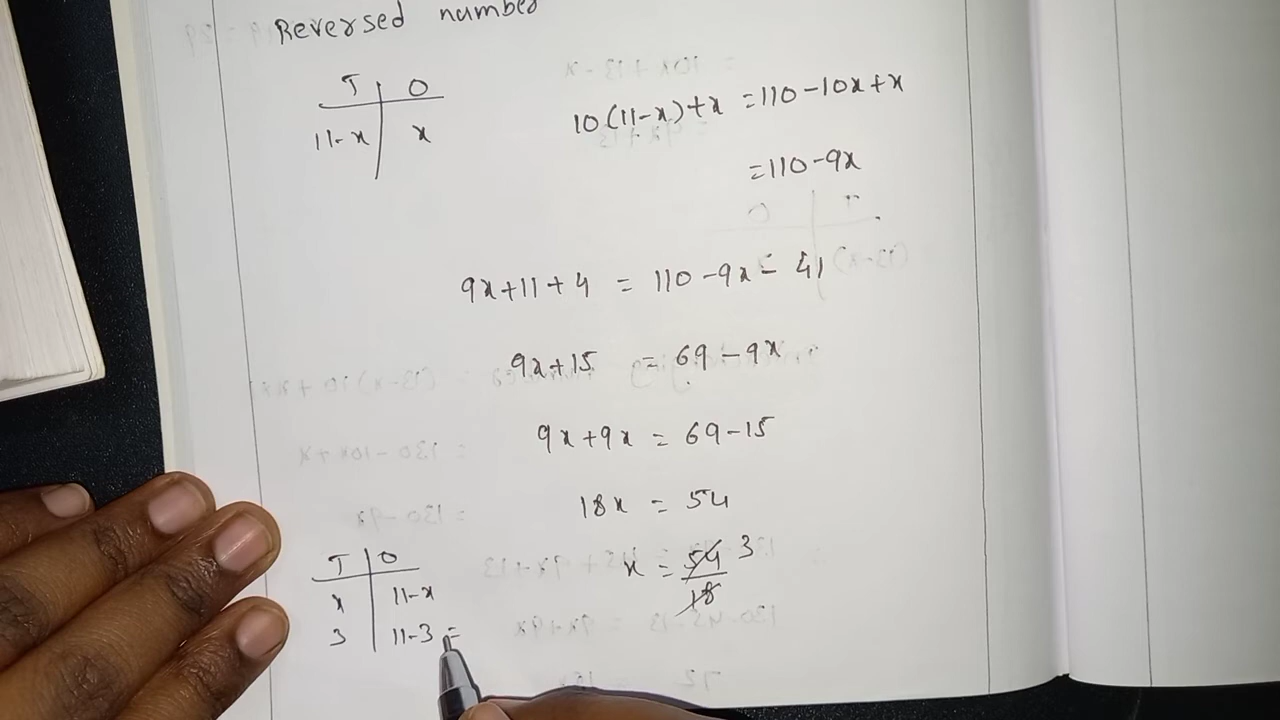 Reversed number
T | O
11-x | x
10(11-x)+x = 110-10x+x
= 110-9x
9x+11+4 = 110-9x - 41
9x+15 = 69-9x
9x+9x = 69-15
18x = 54
x = 54/18 3
T | O
x | 11-x
3 | 11-3 =